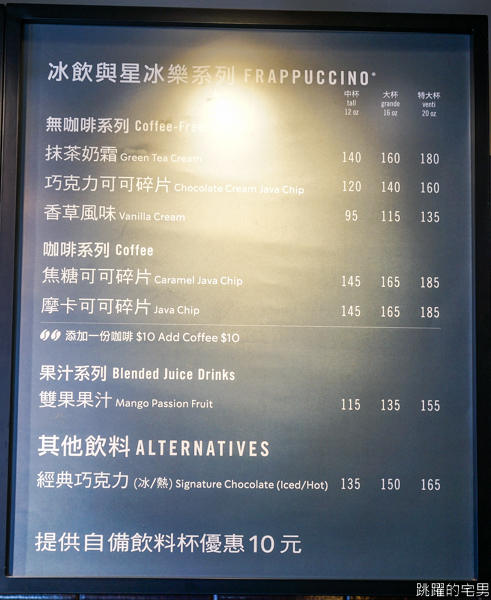 冰飲與星冰樂系列 FRAPPUCCINO®
中杯 大杯 特大杯
tall grande venti
12 oz 16 oz 20 oz
無咖啡系列 Coffee-Free
抹茶奶霜 Green Tea Cream 140 160 180
巧克力可可碎片 Chocolate Cream Java Chip 120 140 160
香草風味 Vanilla Cream 95 115 135
咖啡系列 Coffee
焦糖可可碎片 Caramel Java Chip 145 165 185
摩卡可可碎片 Java Chip 145 165 185
添加一份咖啡 $10 Add Coffee $10
果汁系列 Blended Juice Drinks
雙果果汁 Mango Passion Fruit 115 135 155
其他飲料 ALTERNATIVES
經典巧克力 (冰/熱) Signature Chocolate (Iced/Hot) 135 150 165
提供自備飲料杯優惠 10 元
跳躍的宅男